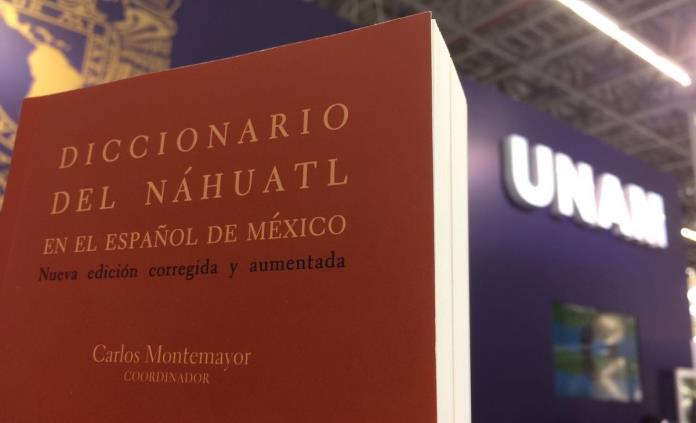 DICCIONARIO
DEL NÁHUATL
EN EL ESPAÑOL DE MÉXICO
Nueva edición corregida y aumentada
Carlos Montemayor
COORDINADOR
UNAM